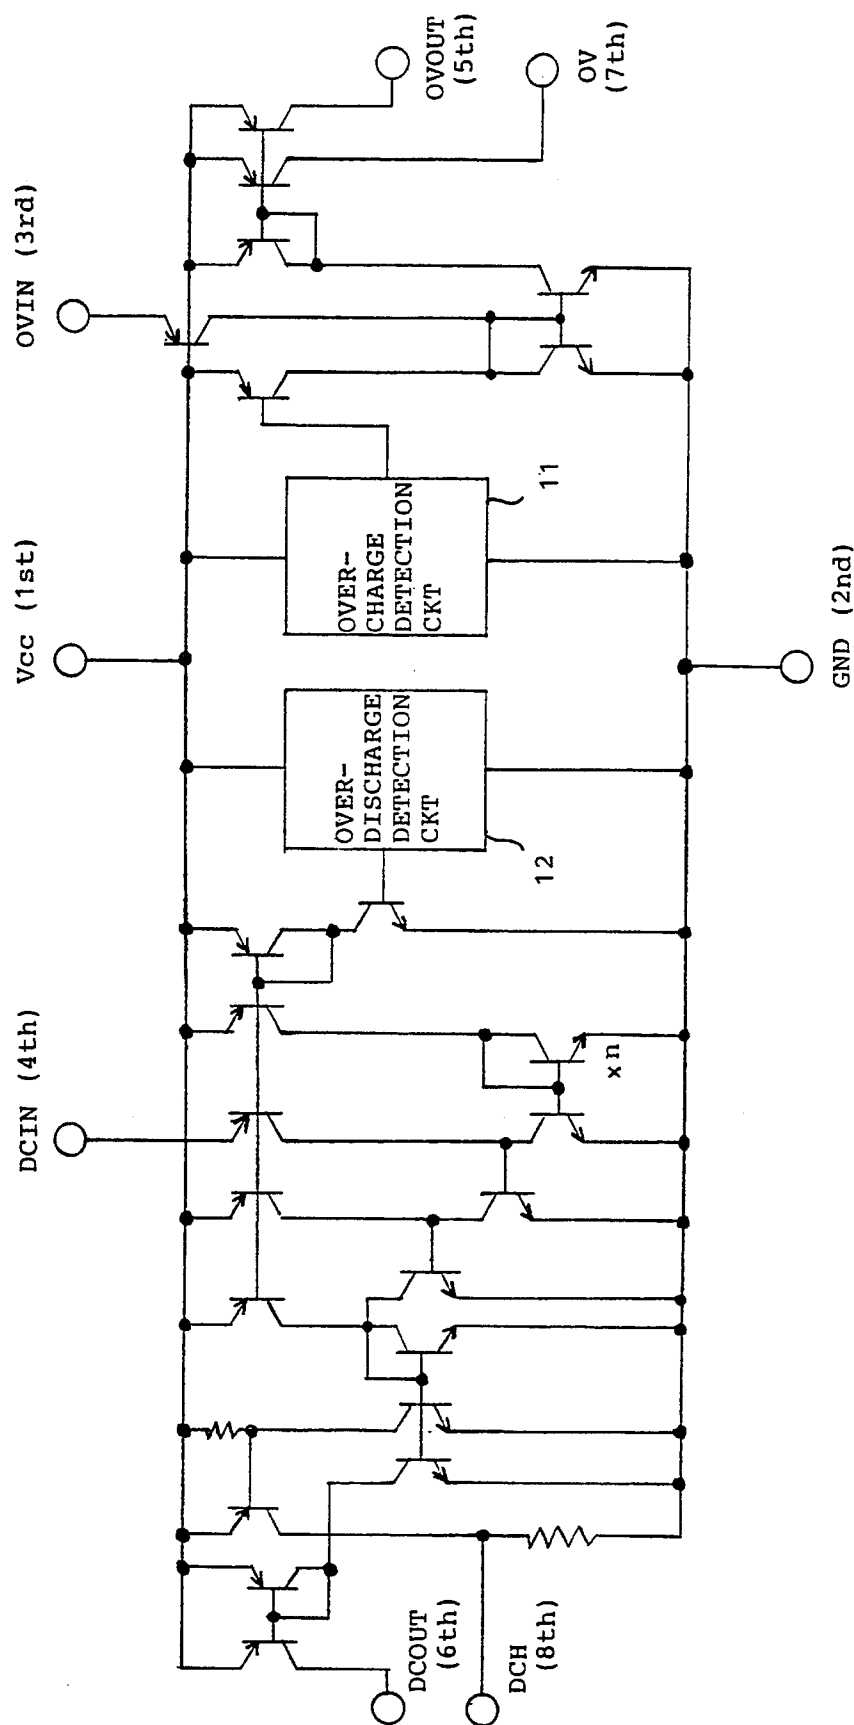 DCIN (4th)
Vcc (1st)
OVIN (3rd)
OVOUT
(5th)
OV
(7th)
OVER-
DISCHARGE
DETECTION
CKT
12
OVER-
CHARGE
DETECTION
CKT
11
xn
DCOUT
(6th)
DCH
(8th)
GND (2nd)